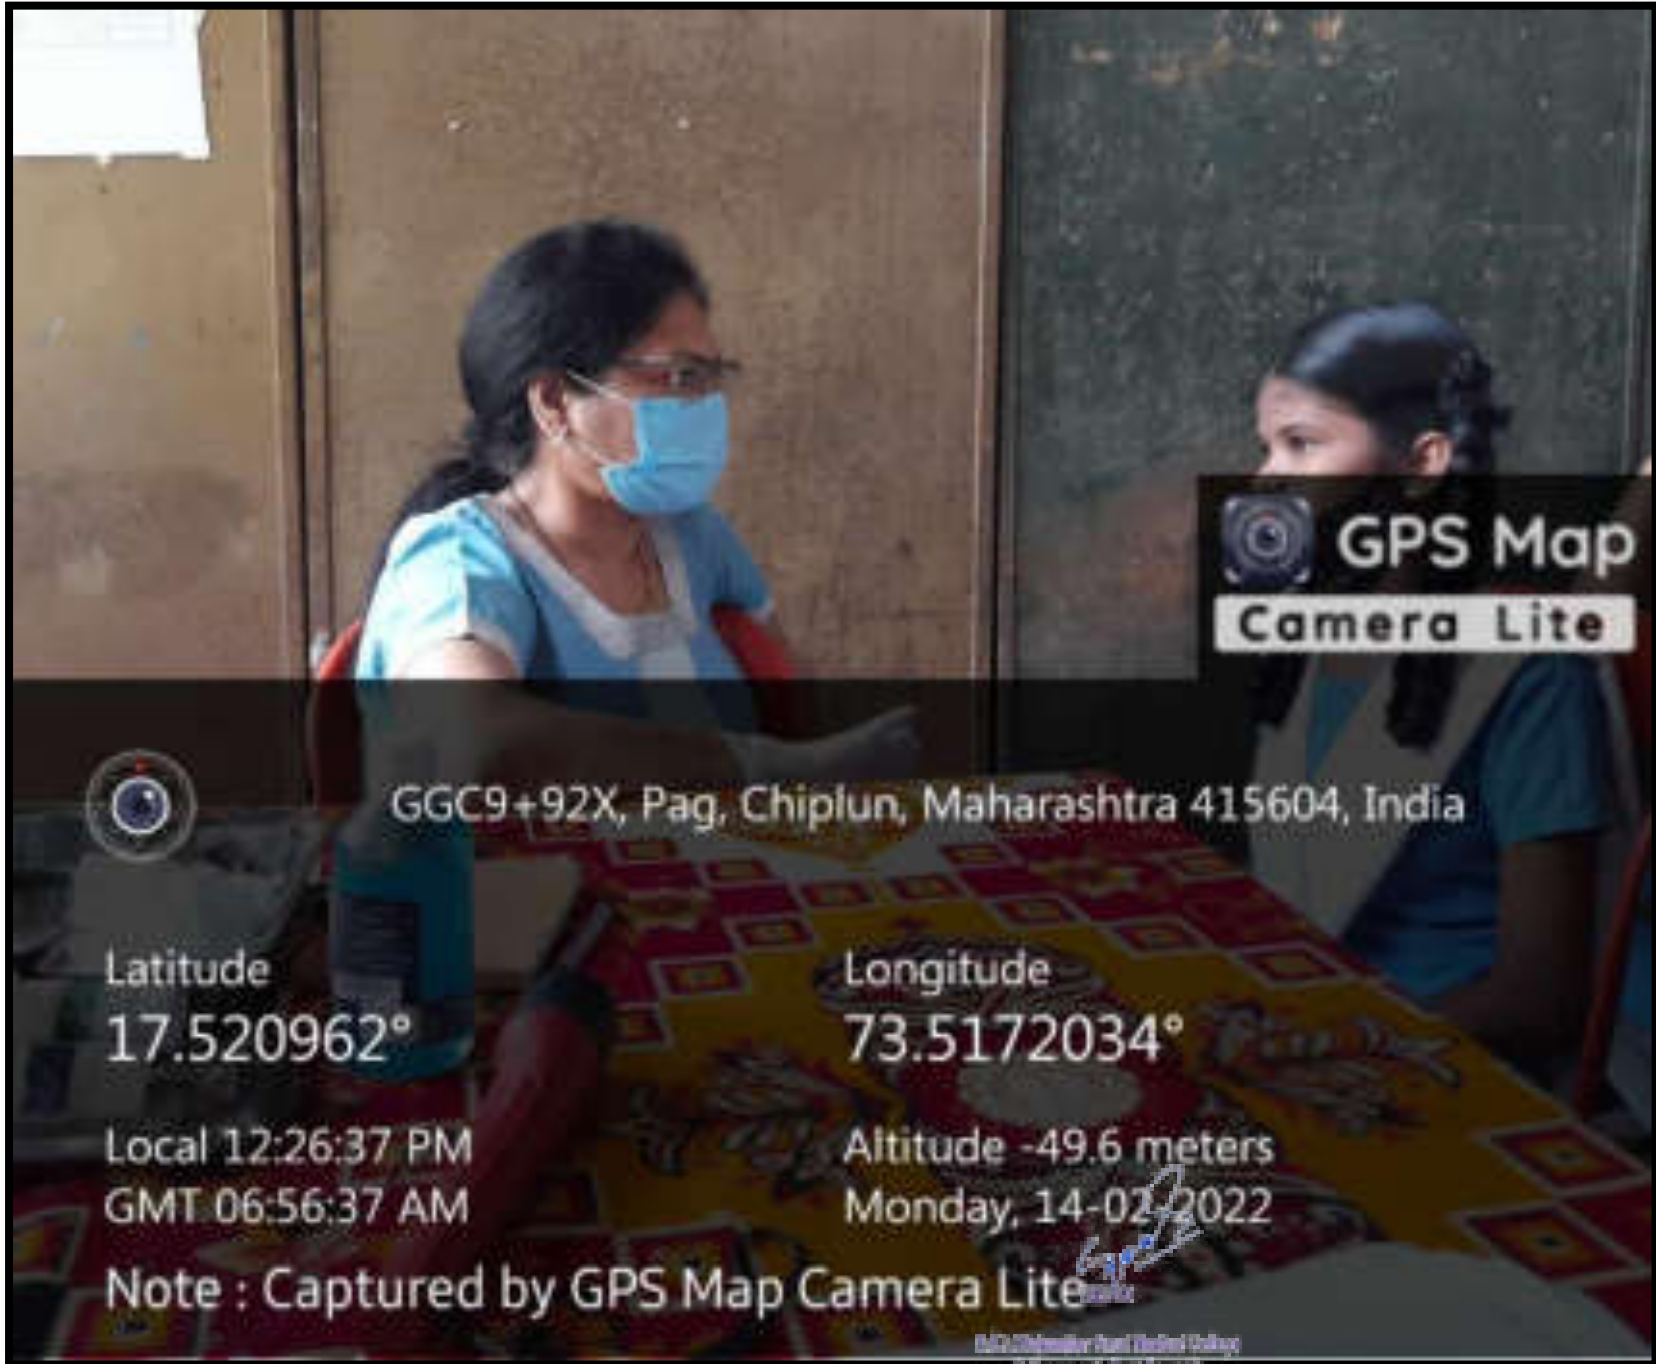 GPS Map
Camera Lite
GGC9+92X, Pag, Chiplun, Maharashtra 415604, India
Latitude
17.520962°
Longitude
73.5172034°
Local 12:26:37 PM
GMT 06:56:37 AM
Altitude -49.6 meters
Monday, 14-02-2022
Note : Captured by GPS Map Camera Lite
Medical College